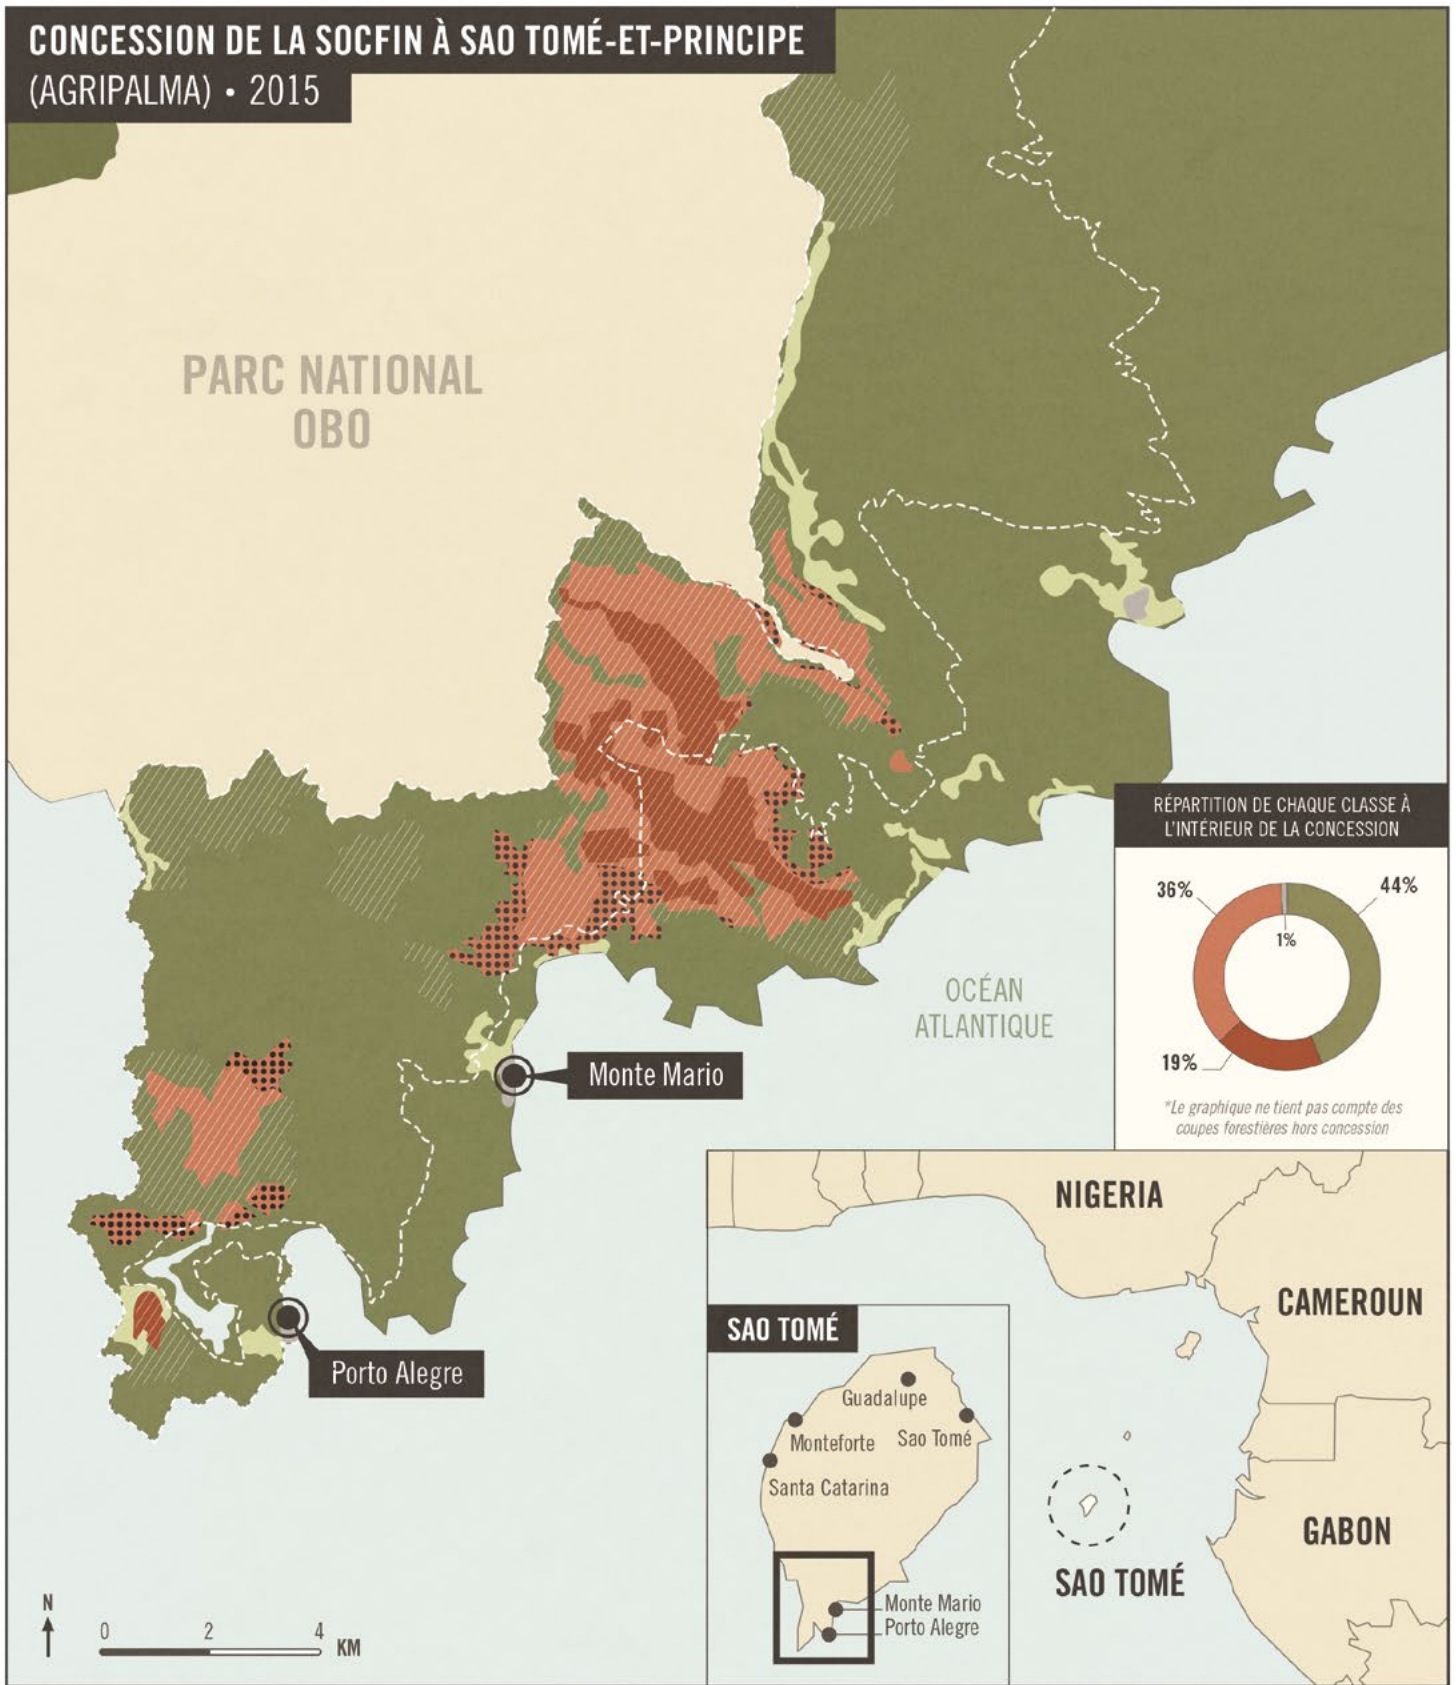 CONCESSION DE LA SOCFIN À SAO TOMÉ-ET-PRINCIPE
(AGRIPALMA) • 2015
PARC NATIONAL
OBO
RÉPARTITION DE CHAQUE CLASSE À
L'INTÉRIEUR DE LA CONCESSION
36%
44%
1%
19%
*Le graphique ne tient pas compte des
coupes forestières hors concession
OCÉAN
ATLANTIQUE
Monte Mario
Porto Alegre
NIGERIA
CAMEROUN
GABON
SAO TOMÉ
SAO TOMÉ
Guadalupe
Monteforte
Sao Tomé
Santa Catarina
Monte Mario
Porto Alegre
N
0 2 4 KM